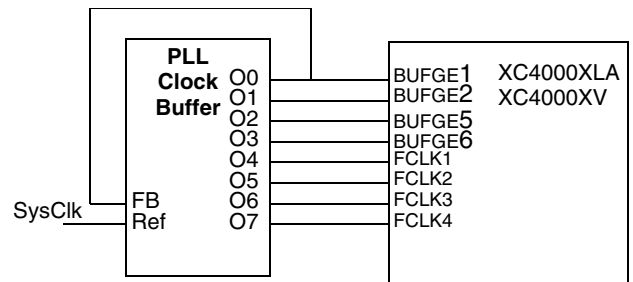 PLL
Clock
Buffer
O0
O1
O2
O3
O4
O5
O6
O7
FB
Ref
SysClk
BUFGE1
BUFGE2
BUFGE5
BUFGE6
FCLK1
FCLK2
FCLK3
FCLK4
XC4000XLA
XC4000XV